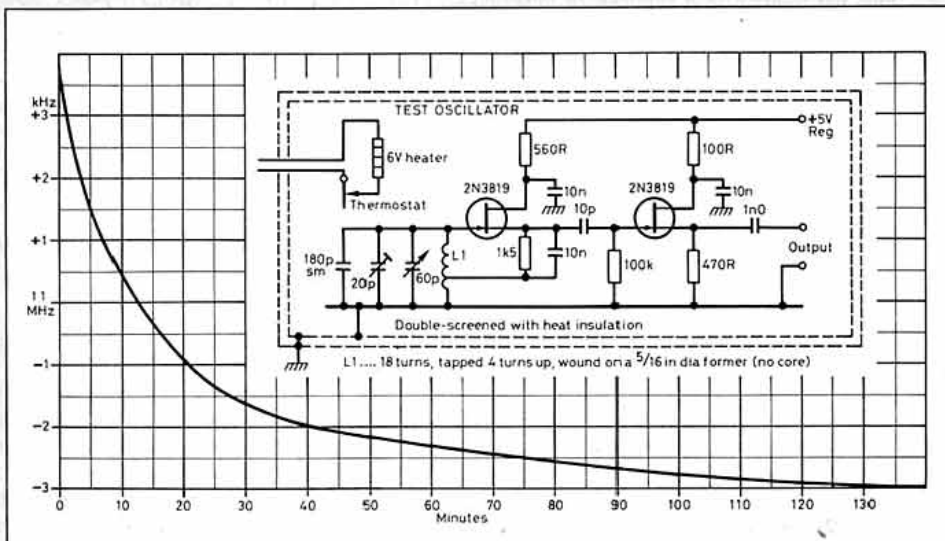 kHz
+3
+2
+1
11
MHz
−1
−2
−3
0
10
20
30
40
50
60
70
80
90
100
110
120
130
Minutes
TEST OSCILLATOR
6V heater
Thermostat
180p
sm
20p
60p
L1
2N3819
560R
10n
10p
1k5
10n
2N3819
100R
10n
1n0
100k
470R
+5V
Reg
Output
Double-screened with heat insulation
L1.... 18 turns, tapped 4 turns up, wound on a 5/16 in dia former (no core)